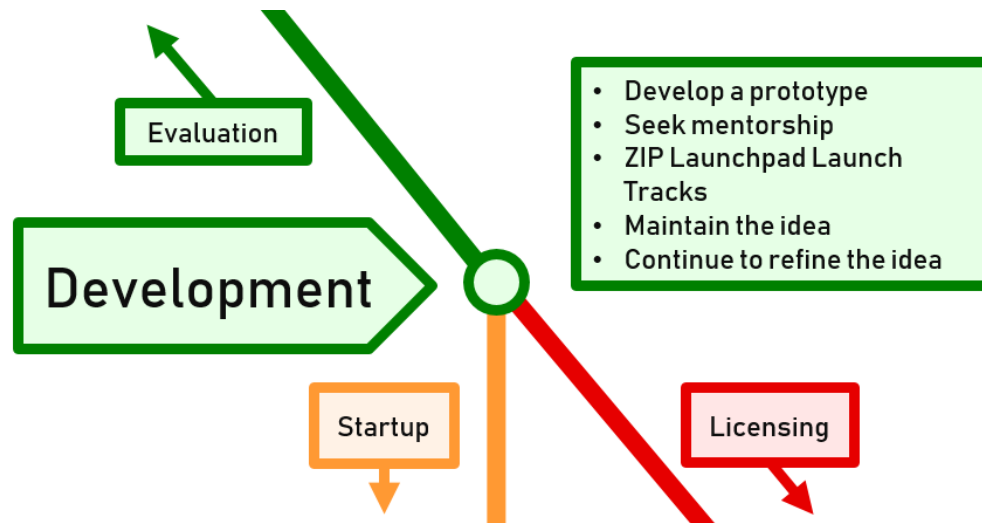 Evaluation
• Develop a prototype
• Seek mentorship
• ZIP Launchpad Launch
Tracks
• Maintain the idea
• Continue to refine the idea
Development
Startup
Licensing